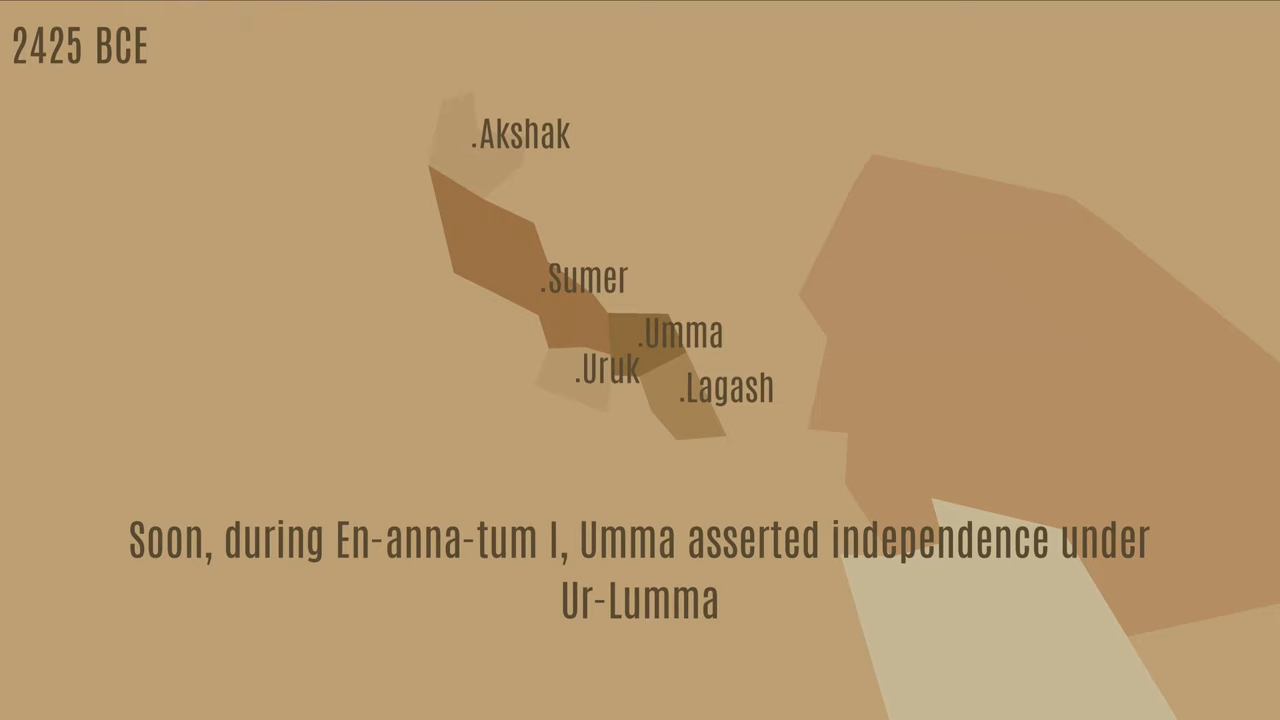 2425 BCE
.Akshak
.Sumer
.Umma
.Uruk
.Lagash
Soon, during En-anna-tum I, Umma asserted independence under
Ur-Lumma